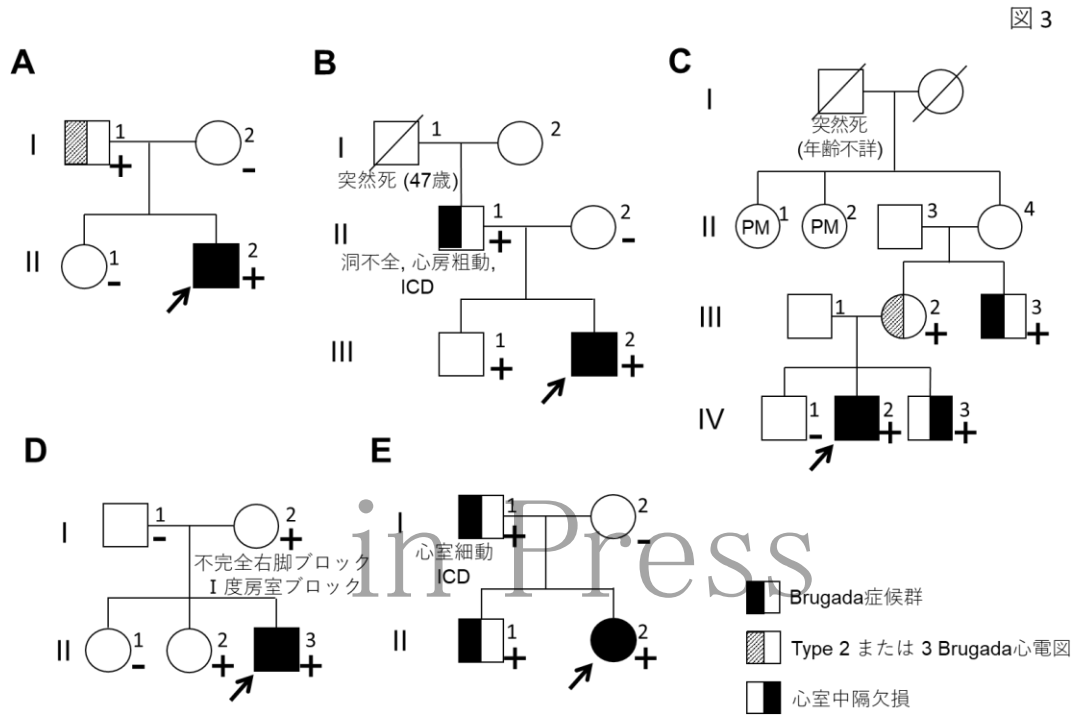 図 3
A
I
1
+
2
-
II
1
-
2
+
B
I
1
2
突然死 (47歳)
II
1
+
2
-
洞不全, 心房粗動,
ICD
III
1
+
2
+
C
I
突然死
(年齢不詳)
II
PM
1
PM
2
3
4
III
1
2
+
3
+
IV
1
-
2
+
3
+
D
I
1
-
2
+
不完全右脚ブロック
I 度房室ブロック
II
1
-
2
+
3
+
E
I
1
+
2
-
心室細動
ICD
II
1
+
2
+
in Press
Brugada症候群
Type 2 または 3 Brugada心電図
心室中隔欠損